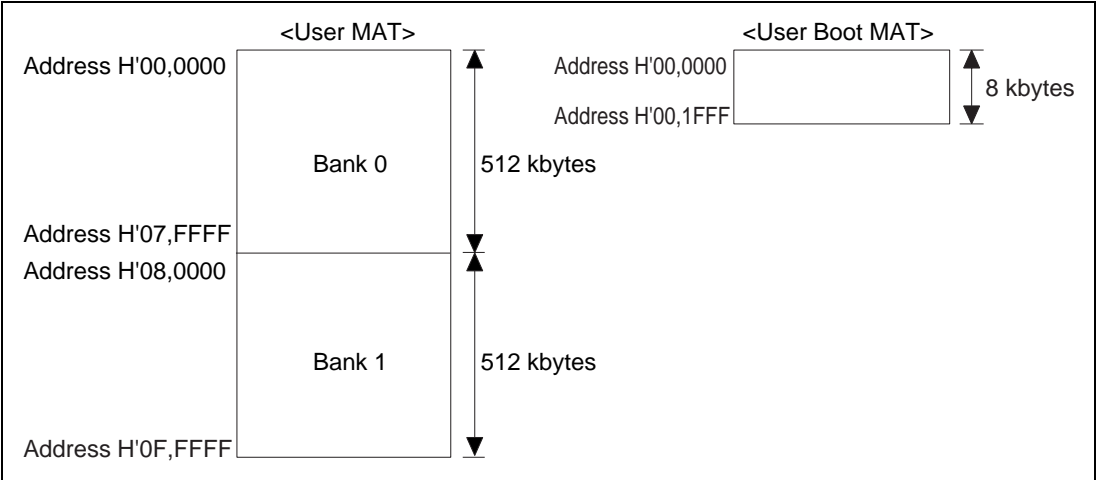 <User MAT>
Address H'00,0000
Bank 0
512 kbytes
Address H'07,FFFF
Address H'08,0000
Bank 1
512 kbytes
Address H'0F,FFFF
<User Boot MAT>
Address H'00,0000
8 kbytes
Address H'00,1FFF